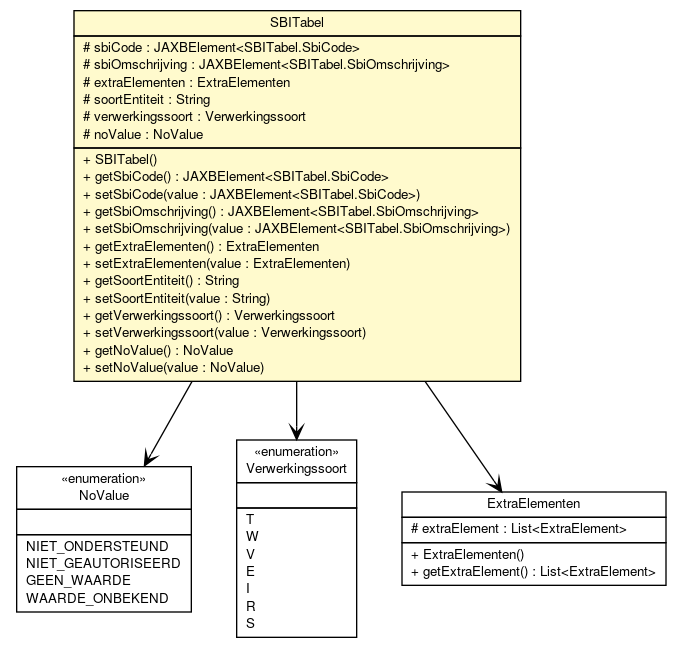 SBITabel
# sbiCode : JAXBElement<SBITabel.SbiCode>
# sbiOmschrijving : JAXBElement<SBITabel.SbiOmschrijving>
# extraElementen : ExtraElementen
# soortEntiteit : String
# verwerkingssoort : Verwerkingssoort
# noValue : NoValue
+ SBITabel()
+ getSbiCode() : JAXBElement<SBITabel.SbiCode>
+ setSbiCode(value : JAXBElement<SBITabel.SbiCode>)
+ getSbiOmschrijving() : JAXBElement<SBITabel.SbiOmschrijving>
+ setSbiOmschrijving(value : JAXBElement<SBITabel.SbiOmschrijving>)
+ getExtraElementen() : ExtraElementen
+ setExtraElementen(value : ExtraElementen)
+ getSoortEntiteit() : String
+ setSoortEntiteit(value : String)
+ getVerwerkingssoort() : Verwerkingssoort
+ setVerwerkingssoort(value : Verwerkingssoort)
+ getNoValue() : NoValue
+ setNoValue(value : NoValue)
«enumeration»
NoValue
NIET_ONDERSTEUND
NIET_GEAUTORISEERD
GEEN_WAARDE
WAARDE_ONBEKEND
«enumeration»
Verwerkingssoort
T
W
V
E
I
R
S
ExtraElementen
# extraElement : List<ExtraElement>
+ ExtraElementen()
+ getExtraElement() : List<ExtraElement>